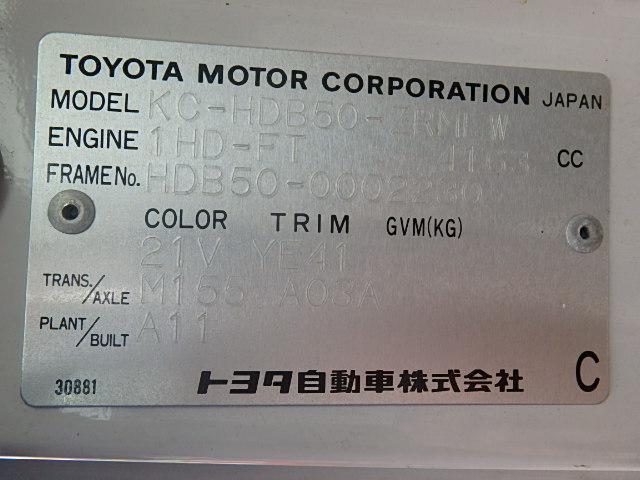 TOYOTA MOTOR CORPORATION JAPAN
MODEL KC-HDB50-ZRMEW
ENGINE 1HD-FT CC
FRAME No. HDB50-
COLOR TRIM GVM(KG)
21V YE41
TRANS./AXLE M155 A03A
PLANT/BUILT A11
30881 トヨタ自動車株式会社 C